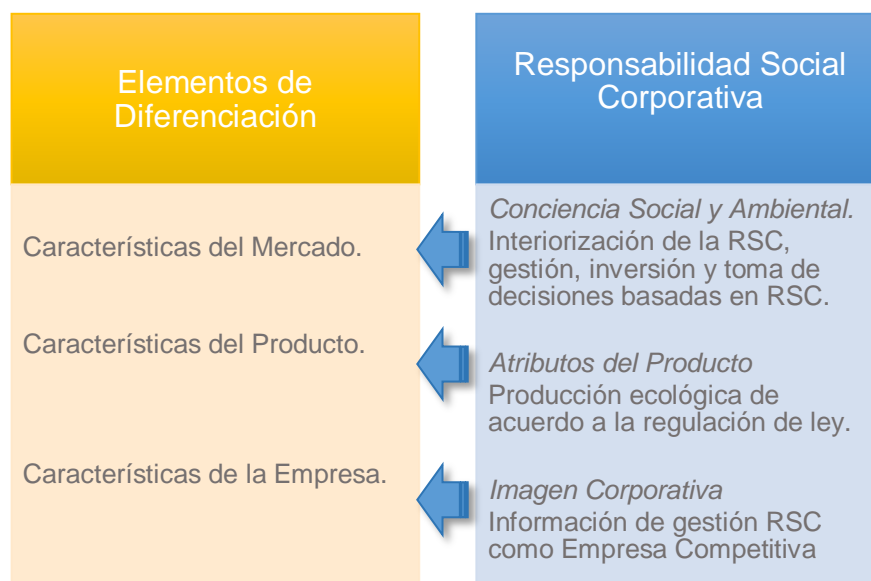 Elementos de
Diferenciación
Características del Mercado.
Características del Producto.
Características de la Empresa.
Responsabilidad Social
Corporativa
Conciencia Social y Ambiental.
Interiorización de la RSC,
gestión, inversión y toma de
decisiones basadas en RSC.
Atributos del Producto
Producción ecológica de
acuerdo a la regulación de ley.
Imagen Corporativa
Información de gestión RSC
como Empresa Competitiva